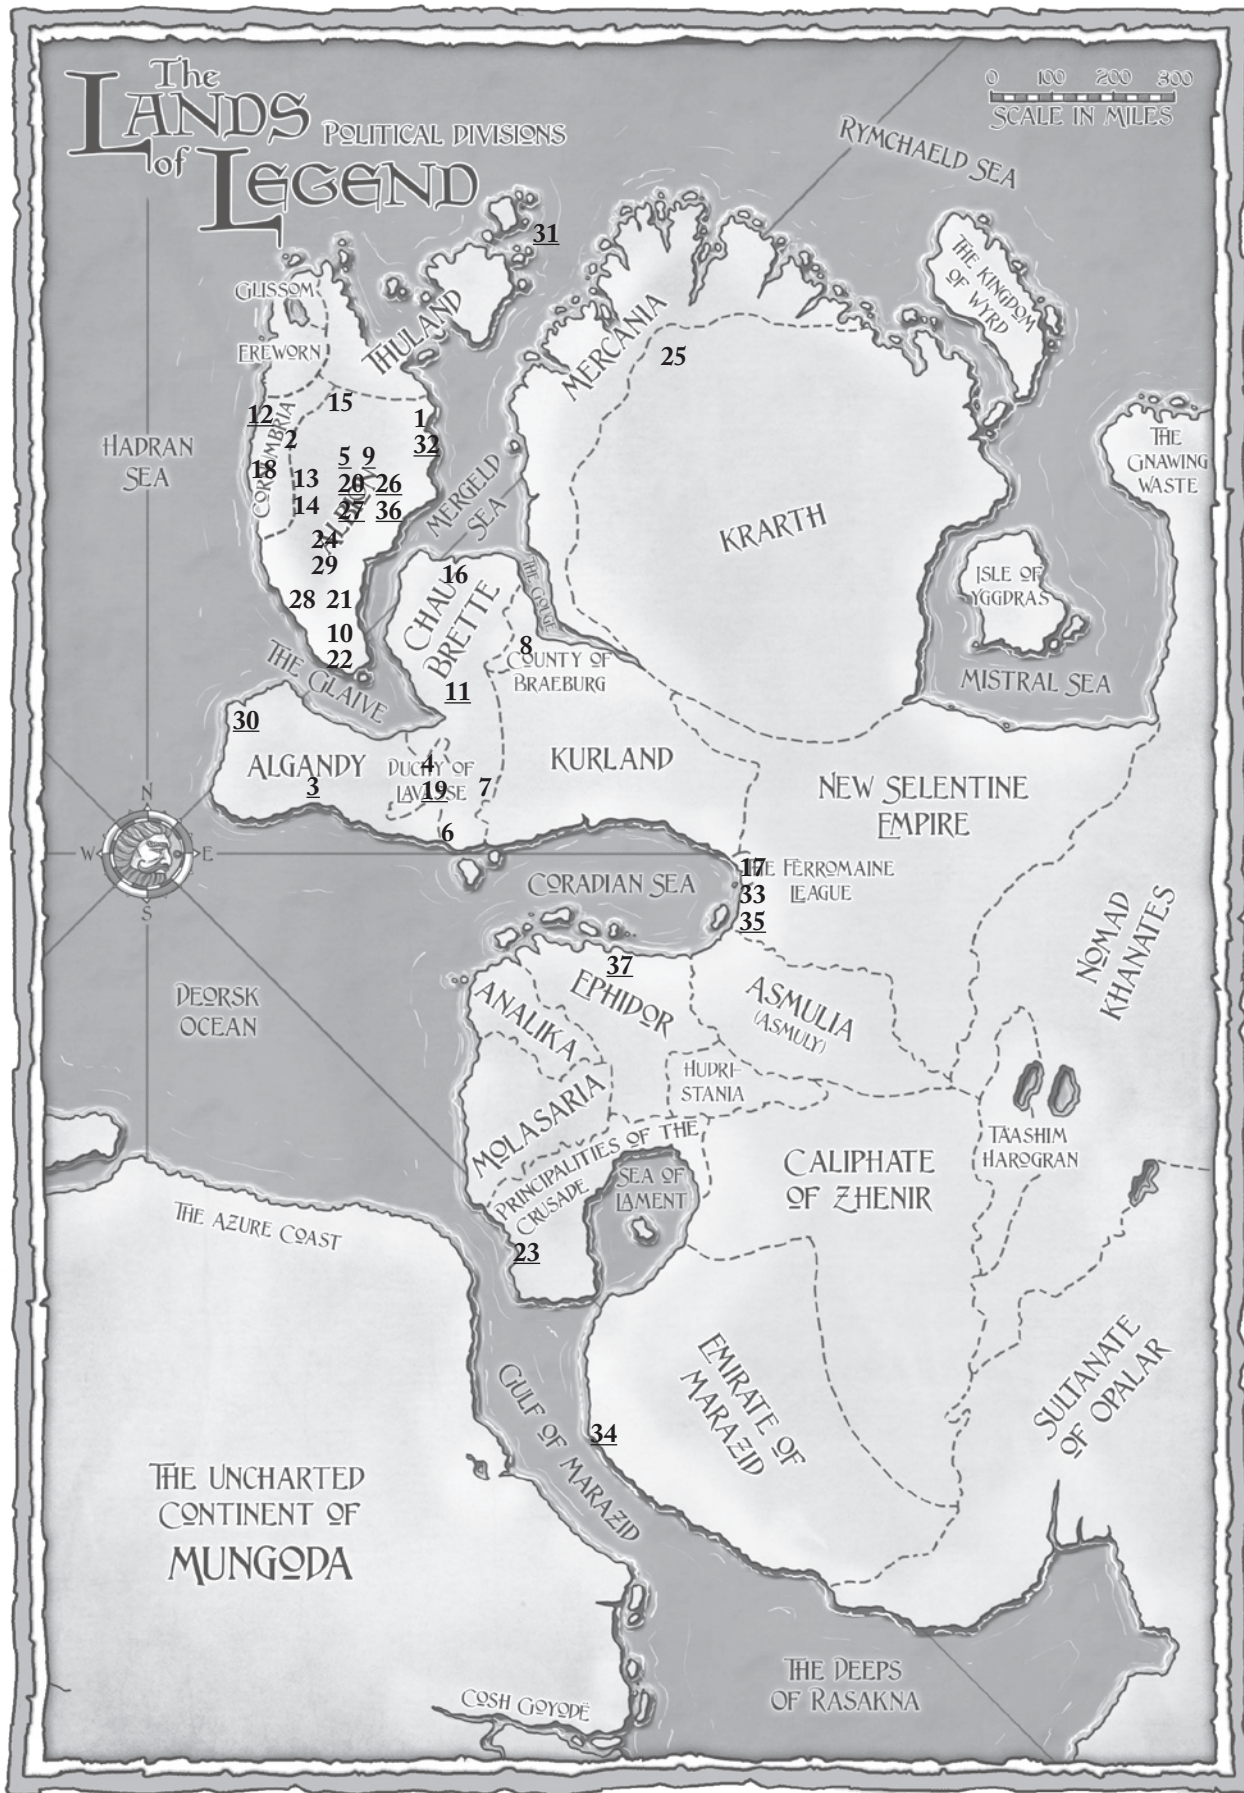 The
LANDS
of
LEGEND
POLITICAL DIVISIONS
0 100 200 300
SCALE IN MILES
RYMCHAELD SEA
31
THE KINGDOM
OF WYRD
GLISSOM
EREWORN
THULAND
MERCANIA
25
15
12
CORNUMBRIA
1
2
32
HADRAN
SEA
THE
GNAWING
WASTE
5 9
18
13
20 26
14
27 36
ALBION
24
29
MERGELD
SEA
KRARTH
16
CHAUBRETTE
THE GOUGE
ISLE OF
YGGDRAS
28 21
10
22
8
COUNTY OF
BRAEBURG
THE GLAIVE
11
MISTRAL SEA
30
ALGANDY
3
4
DUCHY OF
LAVAISSE
19
7
6
KURLAND
NEW SELENTINE
EMPIRE
N
W E
S
17
THE FERROMAINE
LEAGUE
33
35
CORADIAN SEA
NOMAD
KHANATES
37
EPHIDOR
ANALIKA
ASMULIA
(ASMULY)
DEORSK
OCEAN
HUDRI-
STANIA
MOLASARIA
PRINCIPALITIES OF THE
CRUSADE
SEA OF
LAMENT
TAASHIM
HAROGRAN
CALIPHATE
OF ZHENIR
THE AZURE COAST
23
EMIRATE OF
MARAZID
SULTANATE
OF OPALAR
GULF OF MARAZID
34
THE UNCHARTED
CONTINENT OF
MUNGODA
THE DEEPS
OF RASAKNA
COSH GOYODË